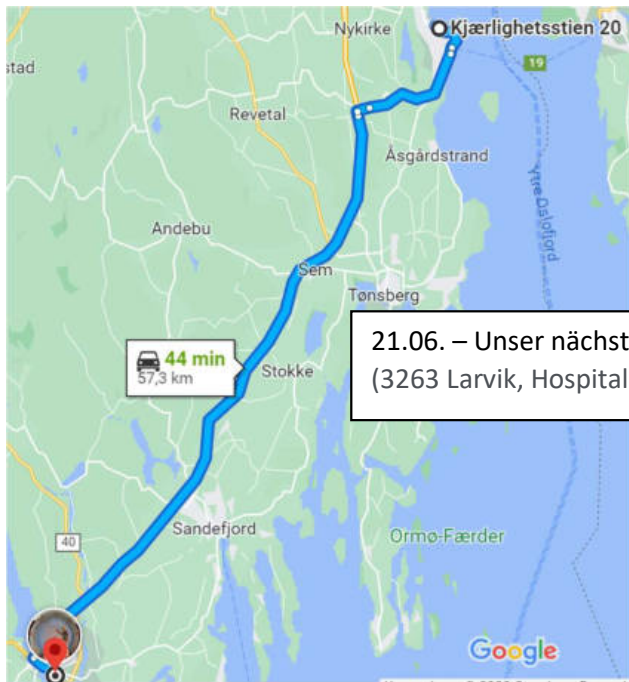 Nykirke
Kjærlighetsstien 20
stad
19
Revetal
Åsgårdstrand
Ytre Oslofjord
Andebu
Sem
Tønsberg
21.06. – Unser nächst
(3263 Larvik, Hospital
44 min
57,3 km
Stokke
Sandefjord
Ormø-Færder
40
Google